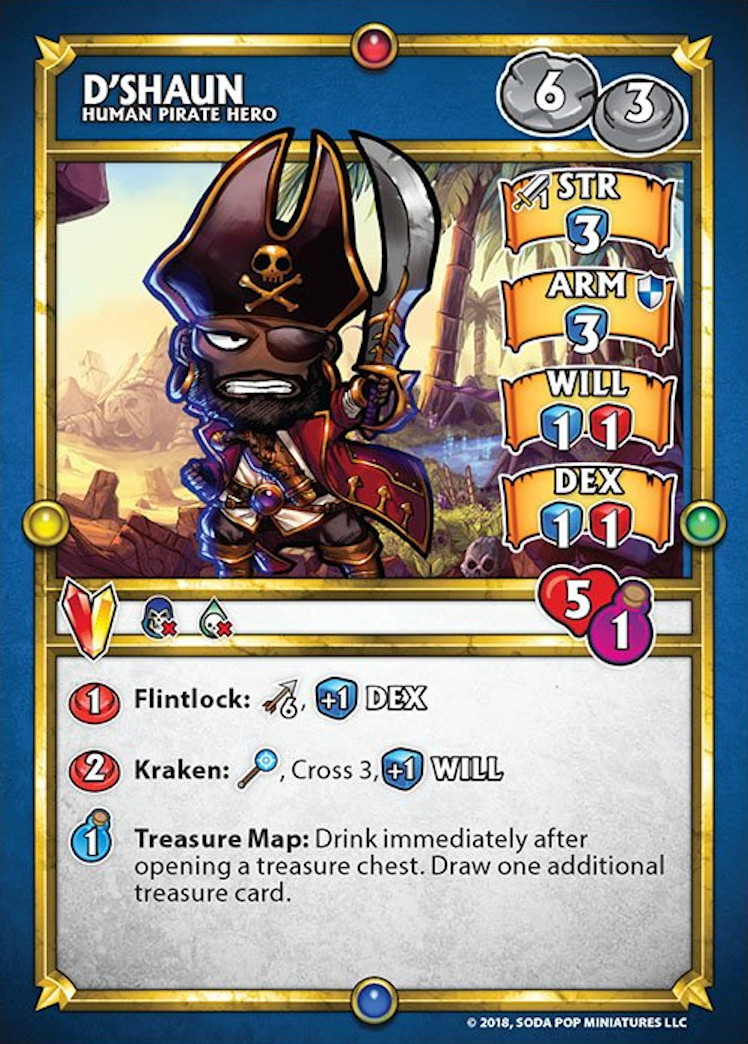 D'SHAUN
HUMAN PIRATE HERO
6 3
1 STR
3
ARM
3
WILL
1 1
DEX
1 1
5 1
1 Flintlock: 6, +1 DEX
2 Kraken: , Cross 3, +1 WILL
1 Treasure Map: Drink immediately after
opening a treasure chest. Draw one additional
treasure card.
© 2018, SODA POP MINIATURES LLC